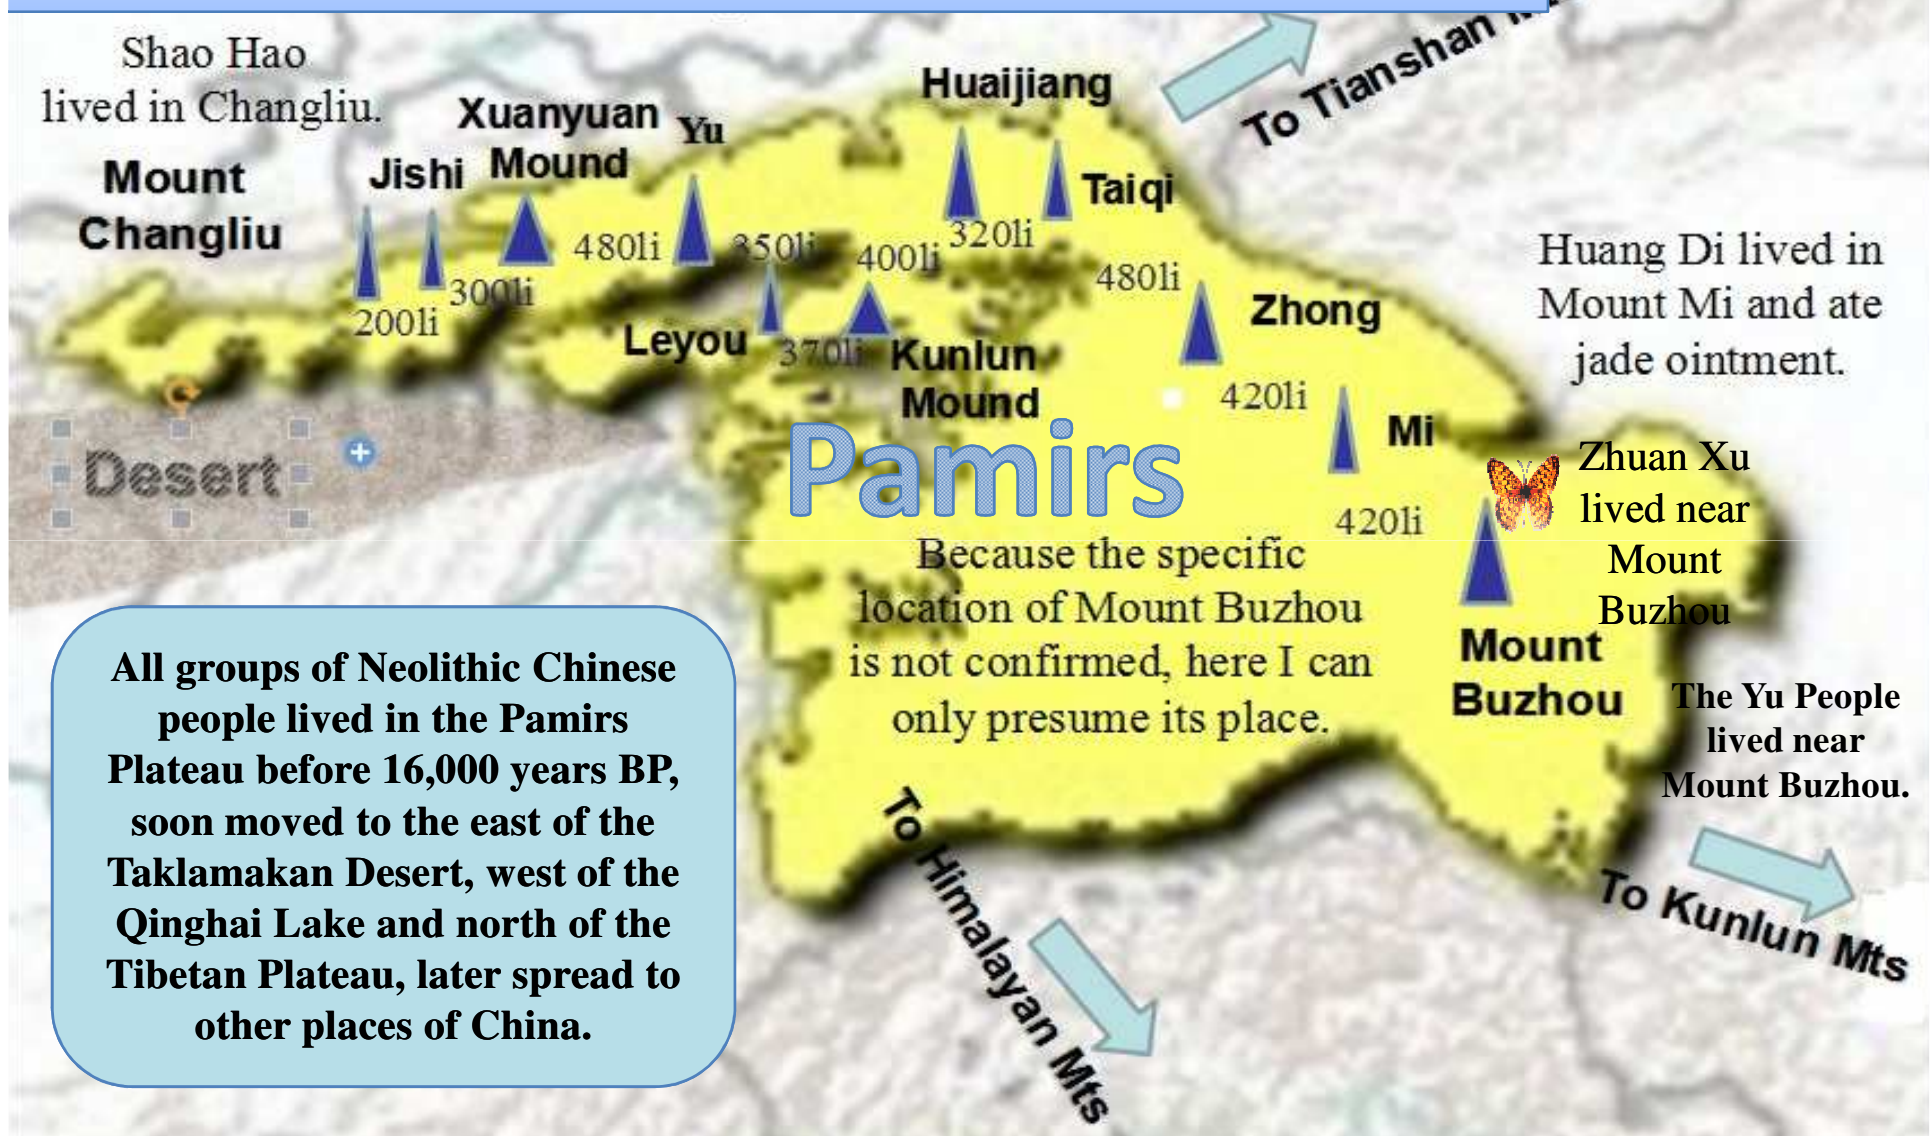 Shao Hao
lived in Changliu.
Mount
Changliu
Jishi
Xuanyuan
Mound
Yu
Huaijiang
Taiqi
To Tianshan
200li
300li
480li
350li
400li
320li
480li
Leyou
370li
Kunlun
Mound
Zhong
420li
Mi
420li
Huang Di lived in
Mount Mi and ate
jade ointment.
Desert
Pamirs
Zhuan Xu
lived near
Mount
Buzhou
Because the specific
location of Mount Buzhou
is not confirmed, here I can
only presume its place.
Mount
Buzhou
The Yu People
lived near
Mount Buzhou.
All groups of Neolithic Chinese
people lived in the Pamirs
Plateau before 16,000 years BP,
soon moved to the east of the
Taklamakan Desert, west of the
Qinghai Lake and north of the
Tibetan Plateau, later spread to
other places of China.
To Himalayan Mts
To Kunlun Mts